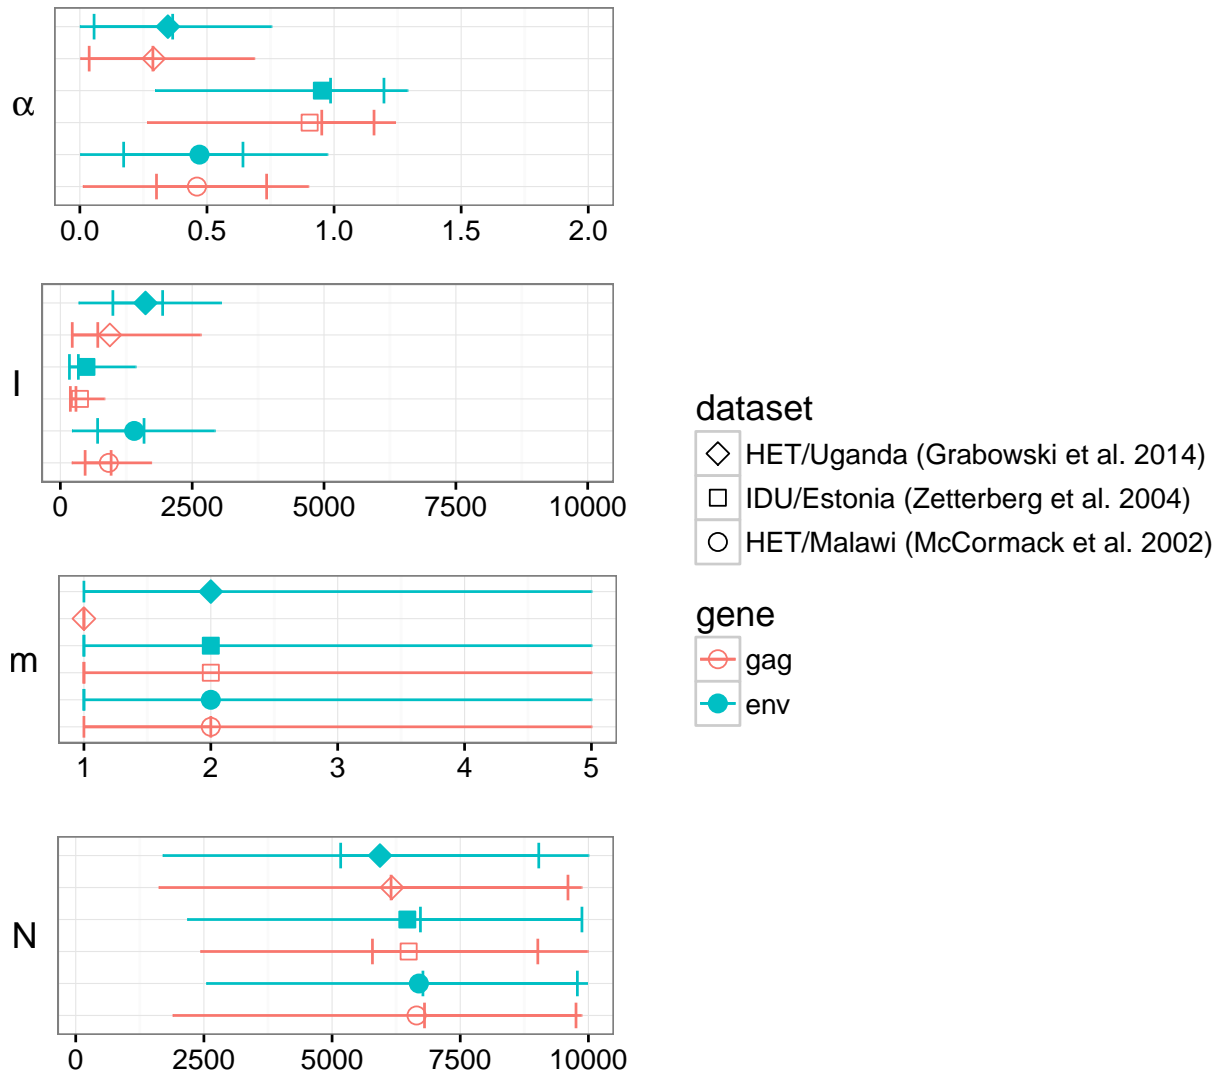 α
0.0 0.5 1.0 1.5 2.0
I
0 2500 5000 7500 10000
m
1 2 3 4 5
N
0 2500 5000 7500 10000
dataset
HET/Uganda (Grabowski et al. 2014)
IDU/Estonia (Zetterberg et al. 2004)
HET/Malawi (McCormack et al. 2002)
gene
gag
env